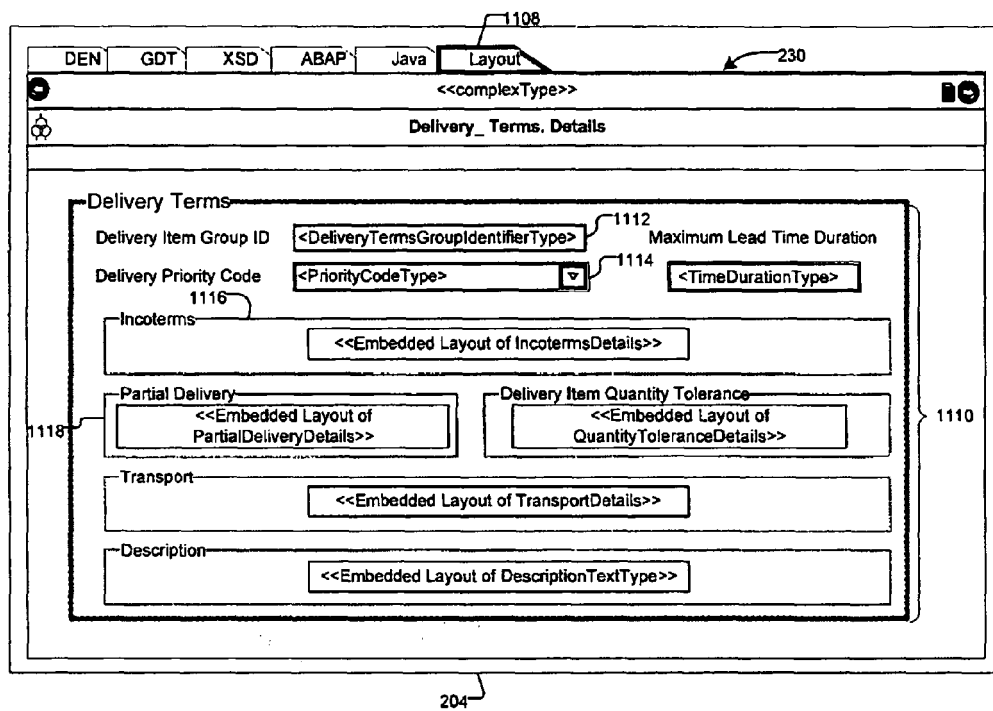 1108
DEN GDT XSD ABAP Java Layout
230
<<complexType>>
Delivery_ Terms. Details
Delivery Terms
Delivery Item Group ID <DeliveryTermsGroupIdentifierType> 1112 Maximum Lead Time Duration
Delivery Priority Code <PriorityCodeType> 1114 <TimeDurationType>
1116
Incoterms
<<Embedded Layout of IncotermsDetails>>
Partial Delivery Delivery Item Quantity Tolerance
<<Embedded Layout of <<Embedded Layout of
1118 PartialDeliveryDetails>> QuantityToleranceDetails>> 1110
Transport
<<Embedded Layout of TransportDetails>>
Description
<<Embedded Layout of DescriptionTextType>>
204